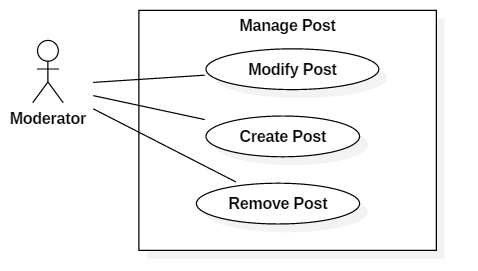 Manage Post
Modify Post
Moderator
Create Post
Remove Post